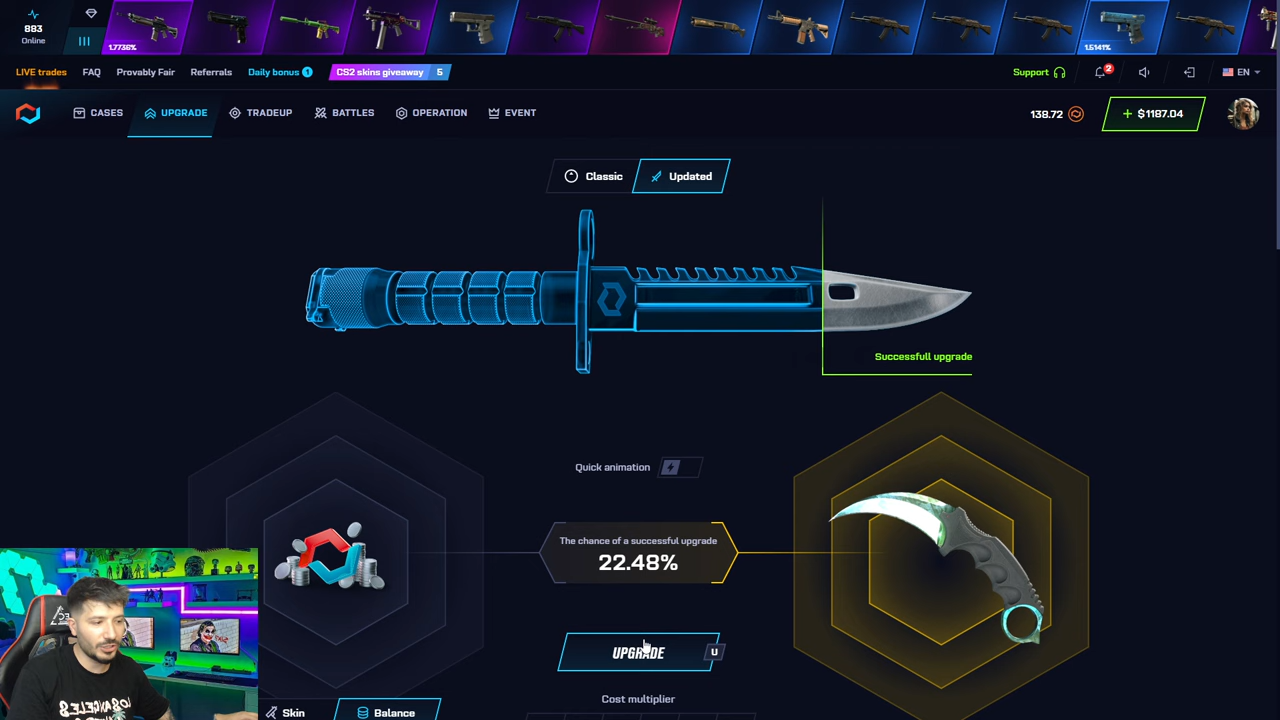 883
Online
1.7736%
1.5141%
LIVE trades
FAQ
Provably Fair
Referrals
Daily bonus 1
CS2 skins giveaway 5
Support
2
EN
CASES
UPGRADE
TRADEUP
BATTLES
OPERATION
EVENT
138.72
+ $1187.04
Classic
Updated
Successfull upgrade
Quick animation
The chance of a successful upgrade
22.48%
UPGRADE
U
Cost multiplier
Skin
Balance
LOS ANGELES